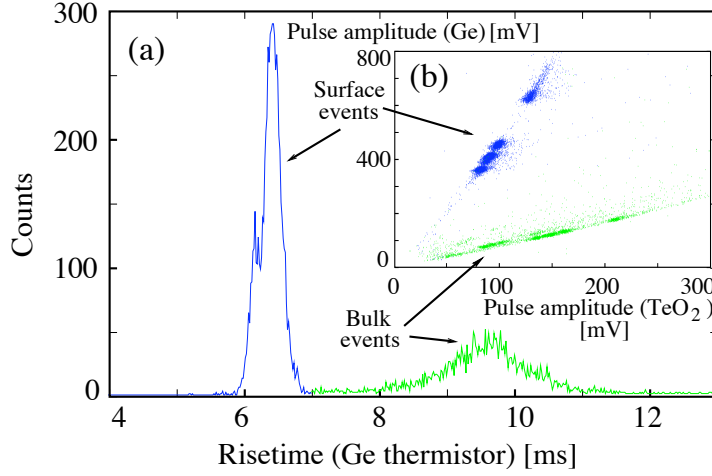 300
(a)
Pulse amplitude (Ge) [mV]
(b)
800
Surface
events
200
400
Counts
100
0
0
100
200
300
Pulse amplitude (TeO2)
[mV]
Bulk
events
0
4
6
8
10
12
Risetime (Ge thermistor) [ms]